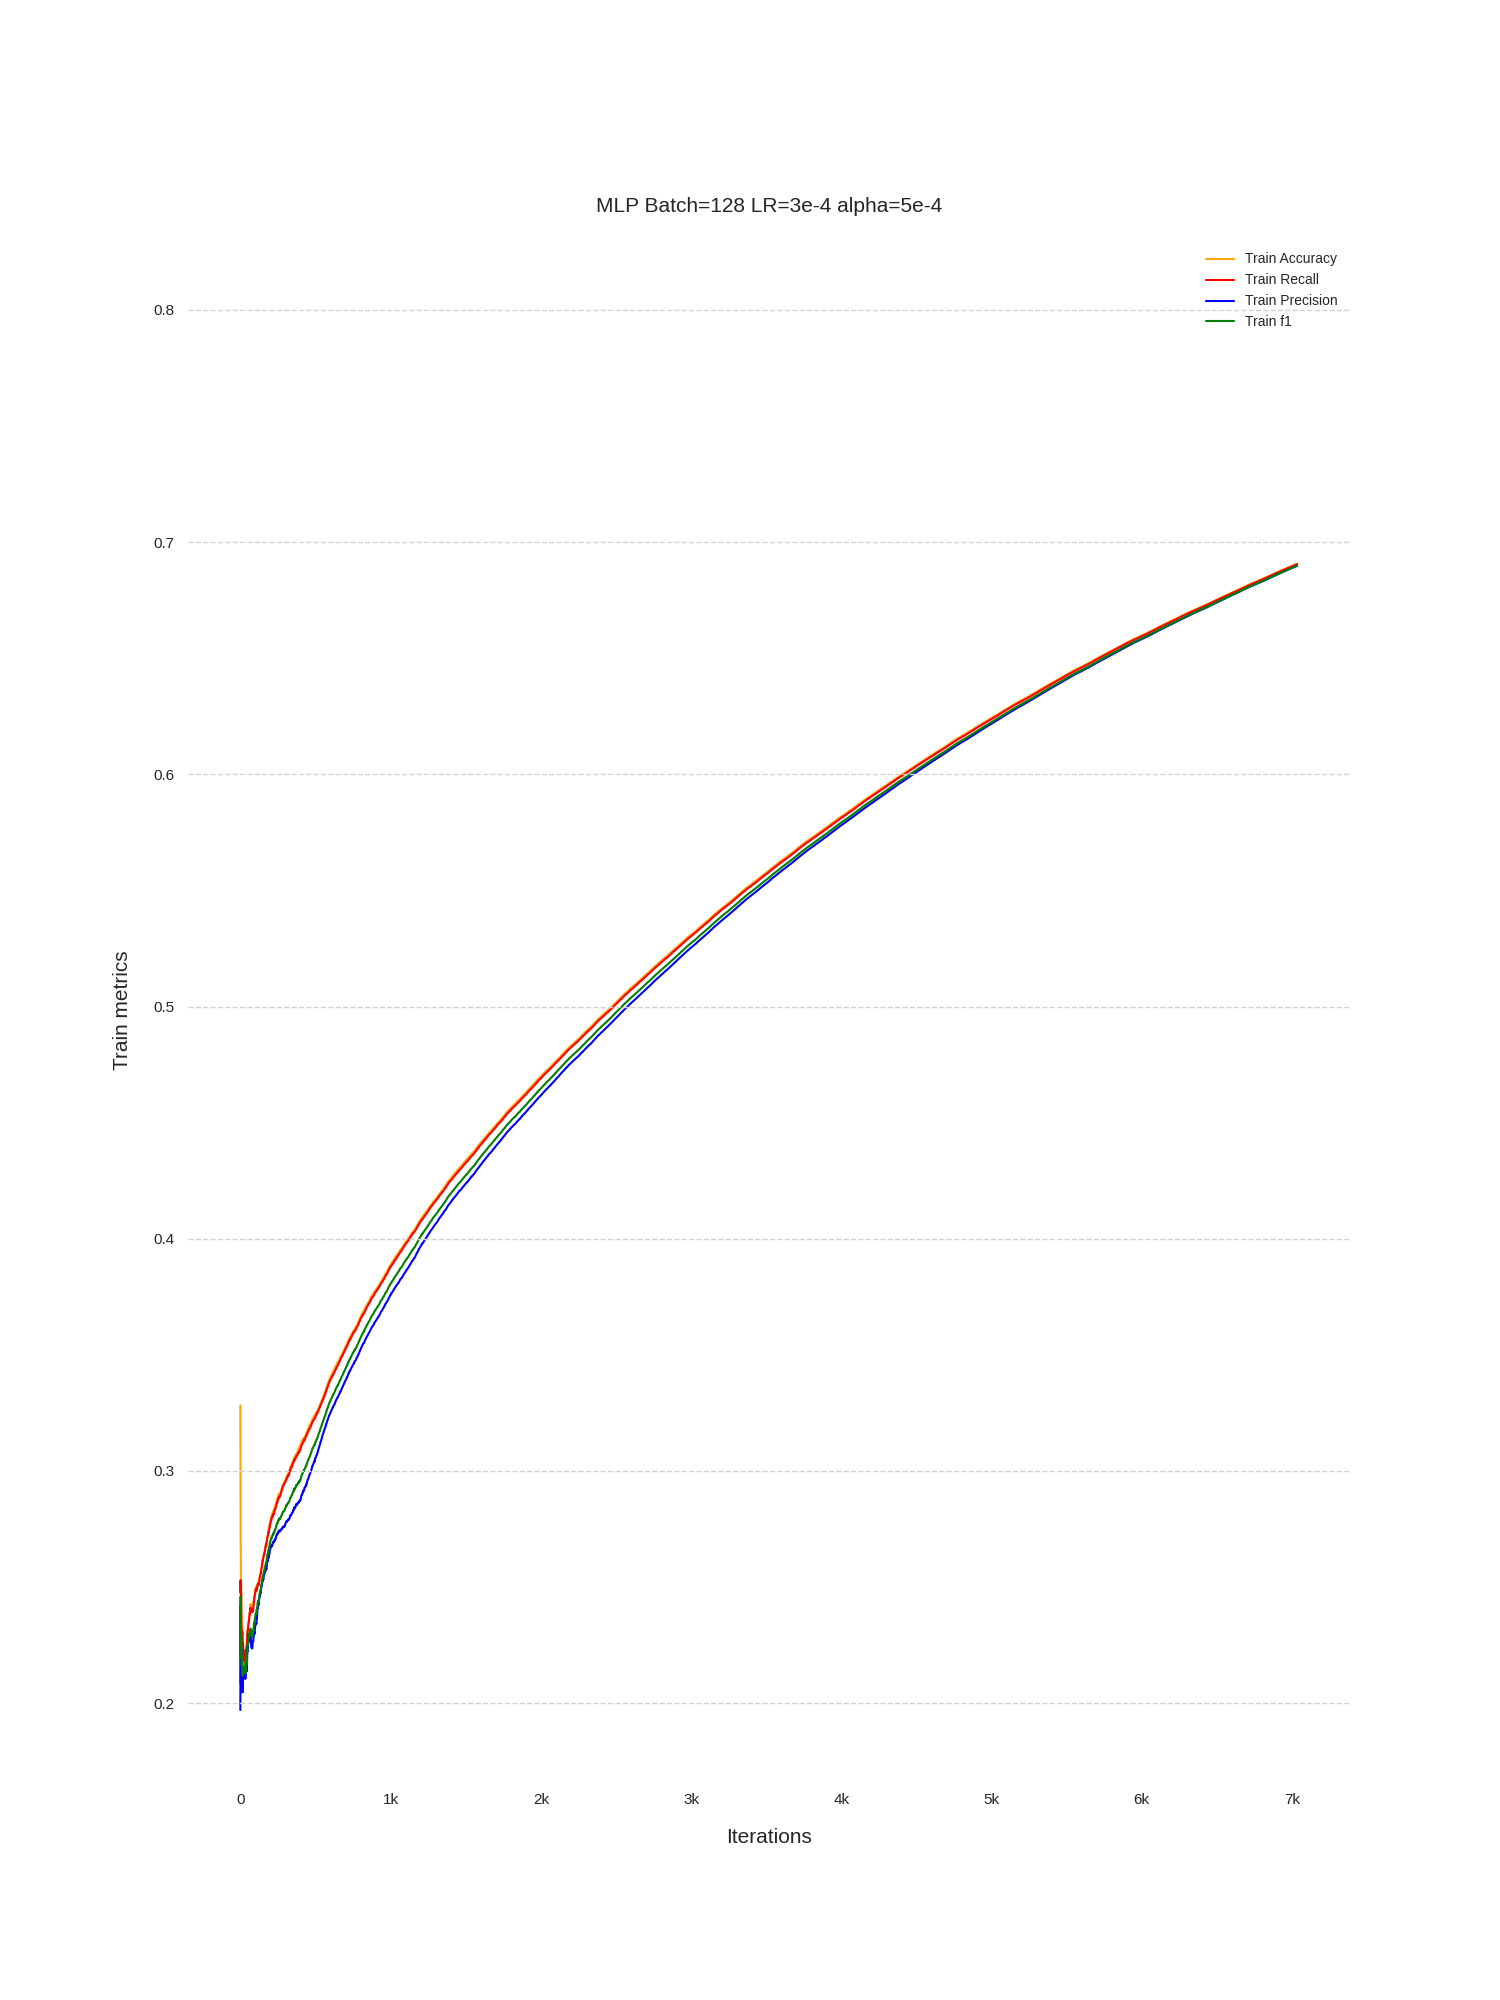 MLP Batch=128 LR=3e-4 alpha=5e-4
Train Accuracy
Train Recall
Train Precision
Train f1
0.8
0.7
0.6
0.5
0.4
0.3
0.2
Train metrics
0 1k 2k 3k 4k 5k 6k 7k
Iterations